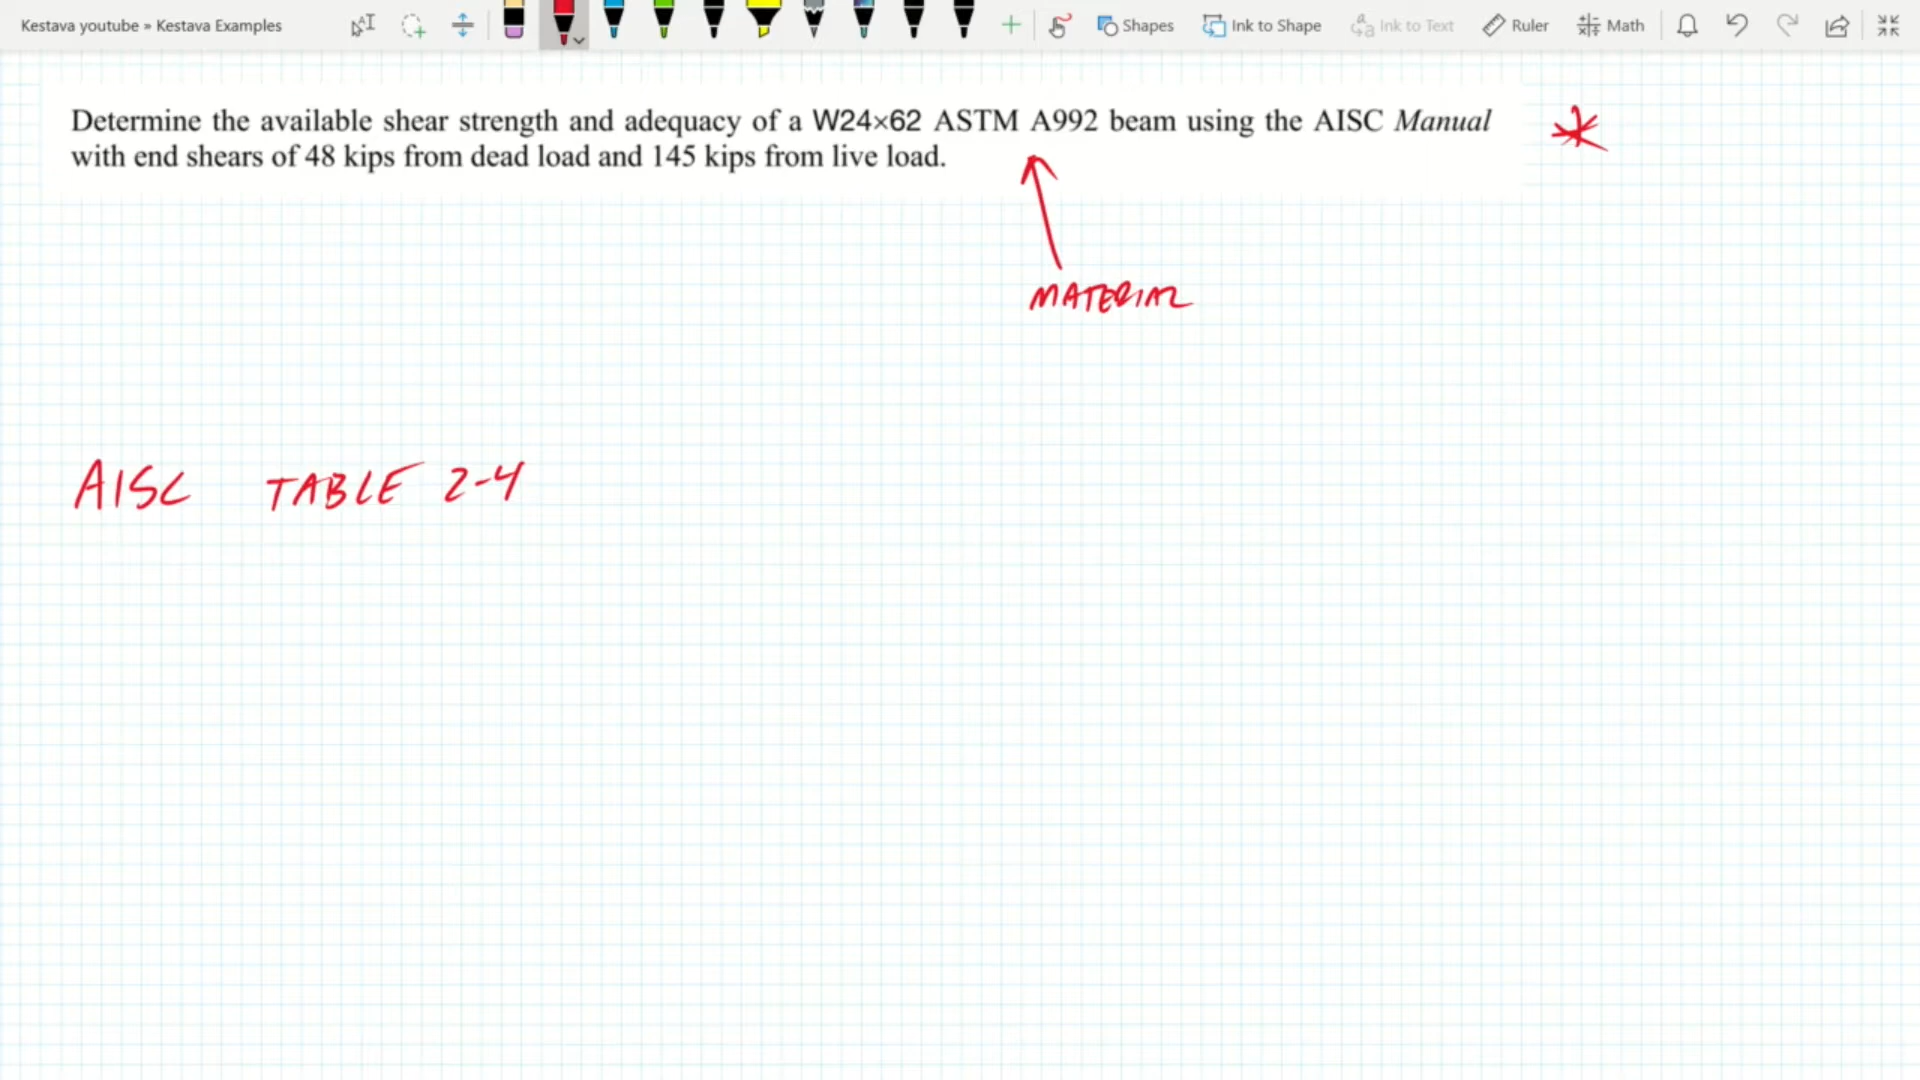 Kestava youtube » Kestava Examples
Shapes
Ink to Shape
Ink to Text
Ruler
Math
Determine the available shear strength and adequacy of a W24×62 ASTM A992 beam using the AISC Manual
with end shears of 48 kips from dead load and 145 kips from live load.
MATERIAL
AISC TABLE 2-4